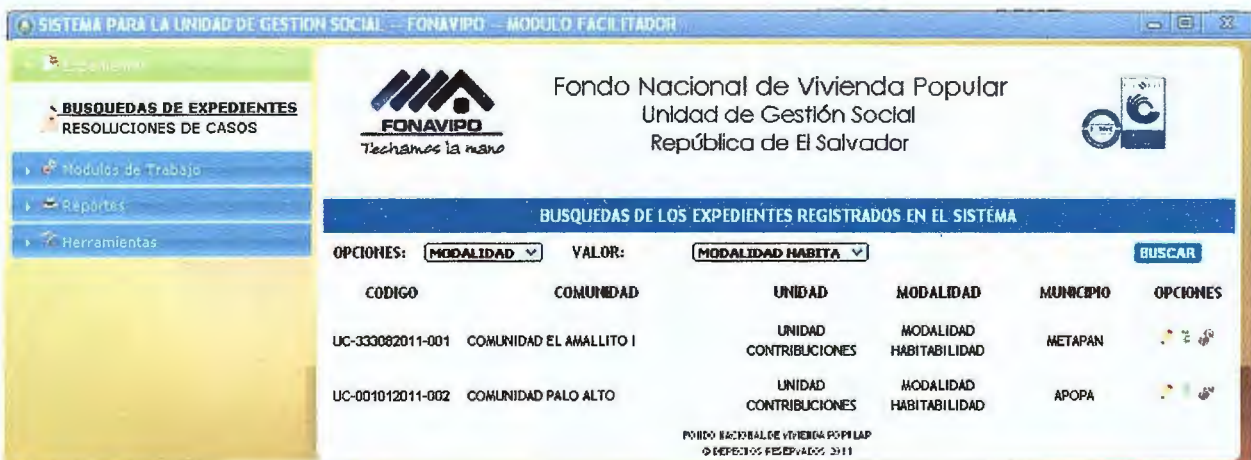 SISTEMA PARA LA UNIDAD DE GESTION SOCIAL -- FONAVIPO -- MODULO FACILITADOR
BUSQUEDAS DE EXPEDIENTES
RESOLUCIONES DE CASOS
Modulos de Trabajo
Reportes
Herramientas
FONAVIPO
Techamos la mano
Fondo Nacional de Vivienda Popular
Unidad de Gestión Social
República de El Salvador
BUSQUEDAS DE LOS EXPEDIENTES REGISTRADOS EN EL SISTEMA
OPCIONES: MODALIDAD VALOR: MODALIDAD HABITA BUSCAR
CODIGO COMUNIDAD UNIDAD MODALIDAD MUNICIPIO OPCIONES
UC-333082011-001 COMUNIDAD EL AMALLITO I UNIDAD CONTRIBUCIONES MODALIDAD HABITABILIDAD METAPAN
UC-001012011-002 COMUNIDAD PALO ALTO UNIDAD CONTRIBUCIONES MODALIDAD HABITABILIDAD APOPA
FONDO NACIONAL DE VIVIENDA POPULAR
© DERECHOS RESERVADOS 2011